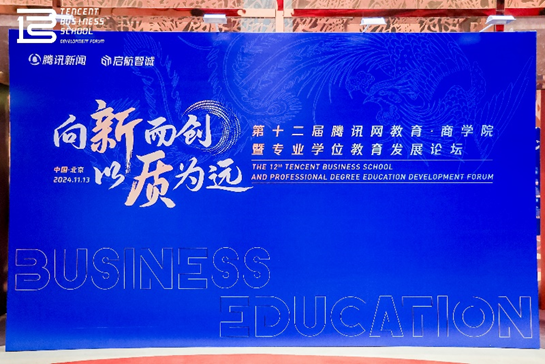 TENCENT
BUSINESS
SCHOOL
DEVELOPMENT FORUM
腾讯新闻 启航智诚
向新而创
以质为远
中国·北京
2024.11.13
第十二届腾讯网教育·商学院
暨专业学位教育发展论坛
THE 12TH TENCENT BUSINESS SCHOOL
AND PROFESSIONAL DEGREE EDUCATION DEVELOPMENT FORUM
BUSINESS
EDUCATION